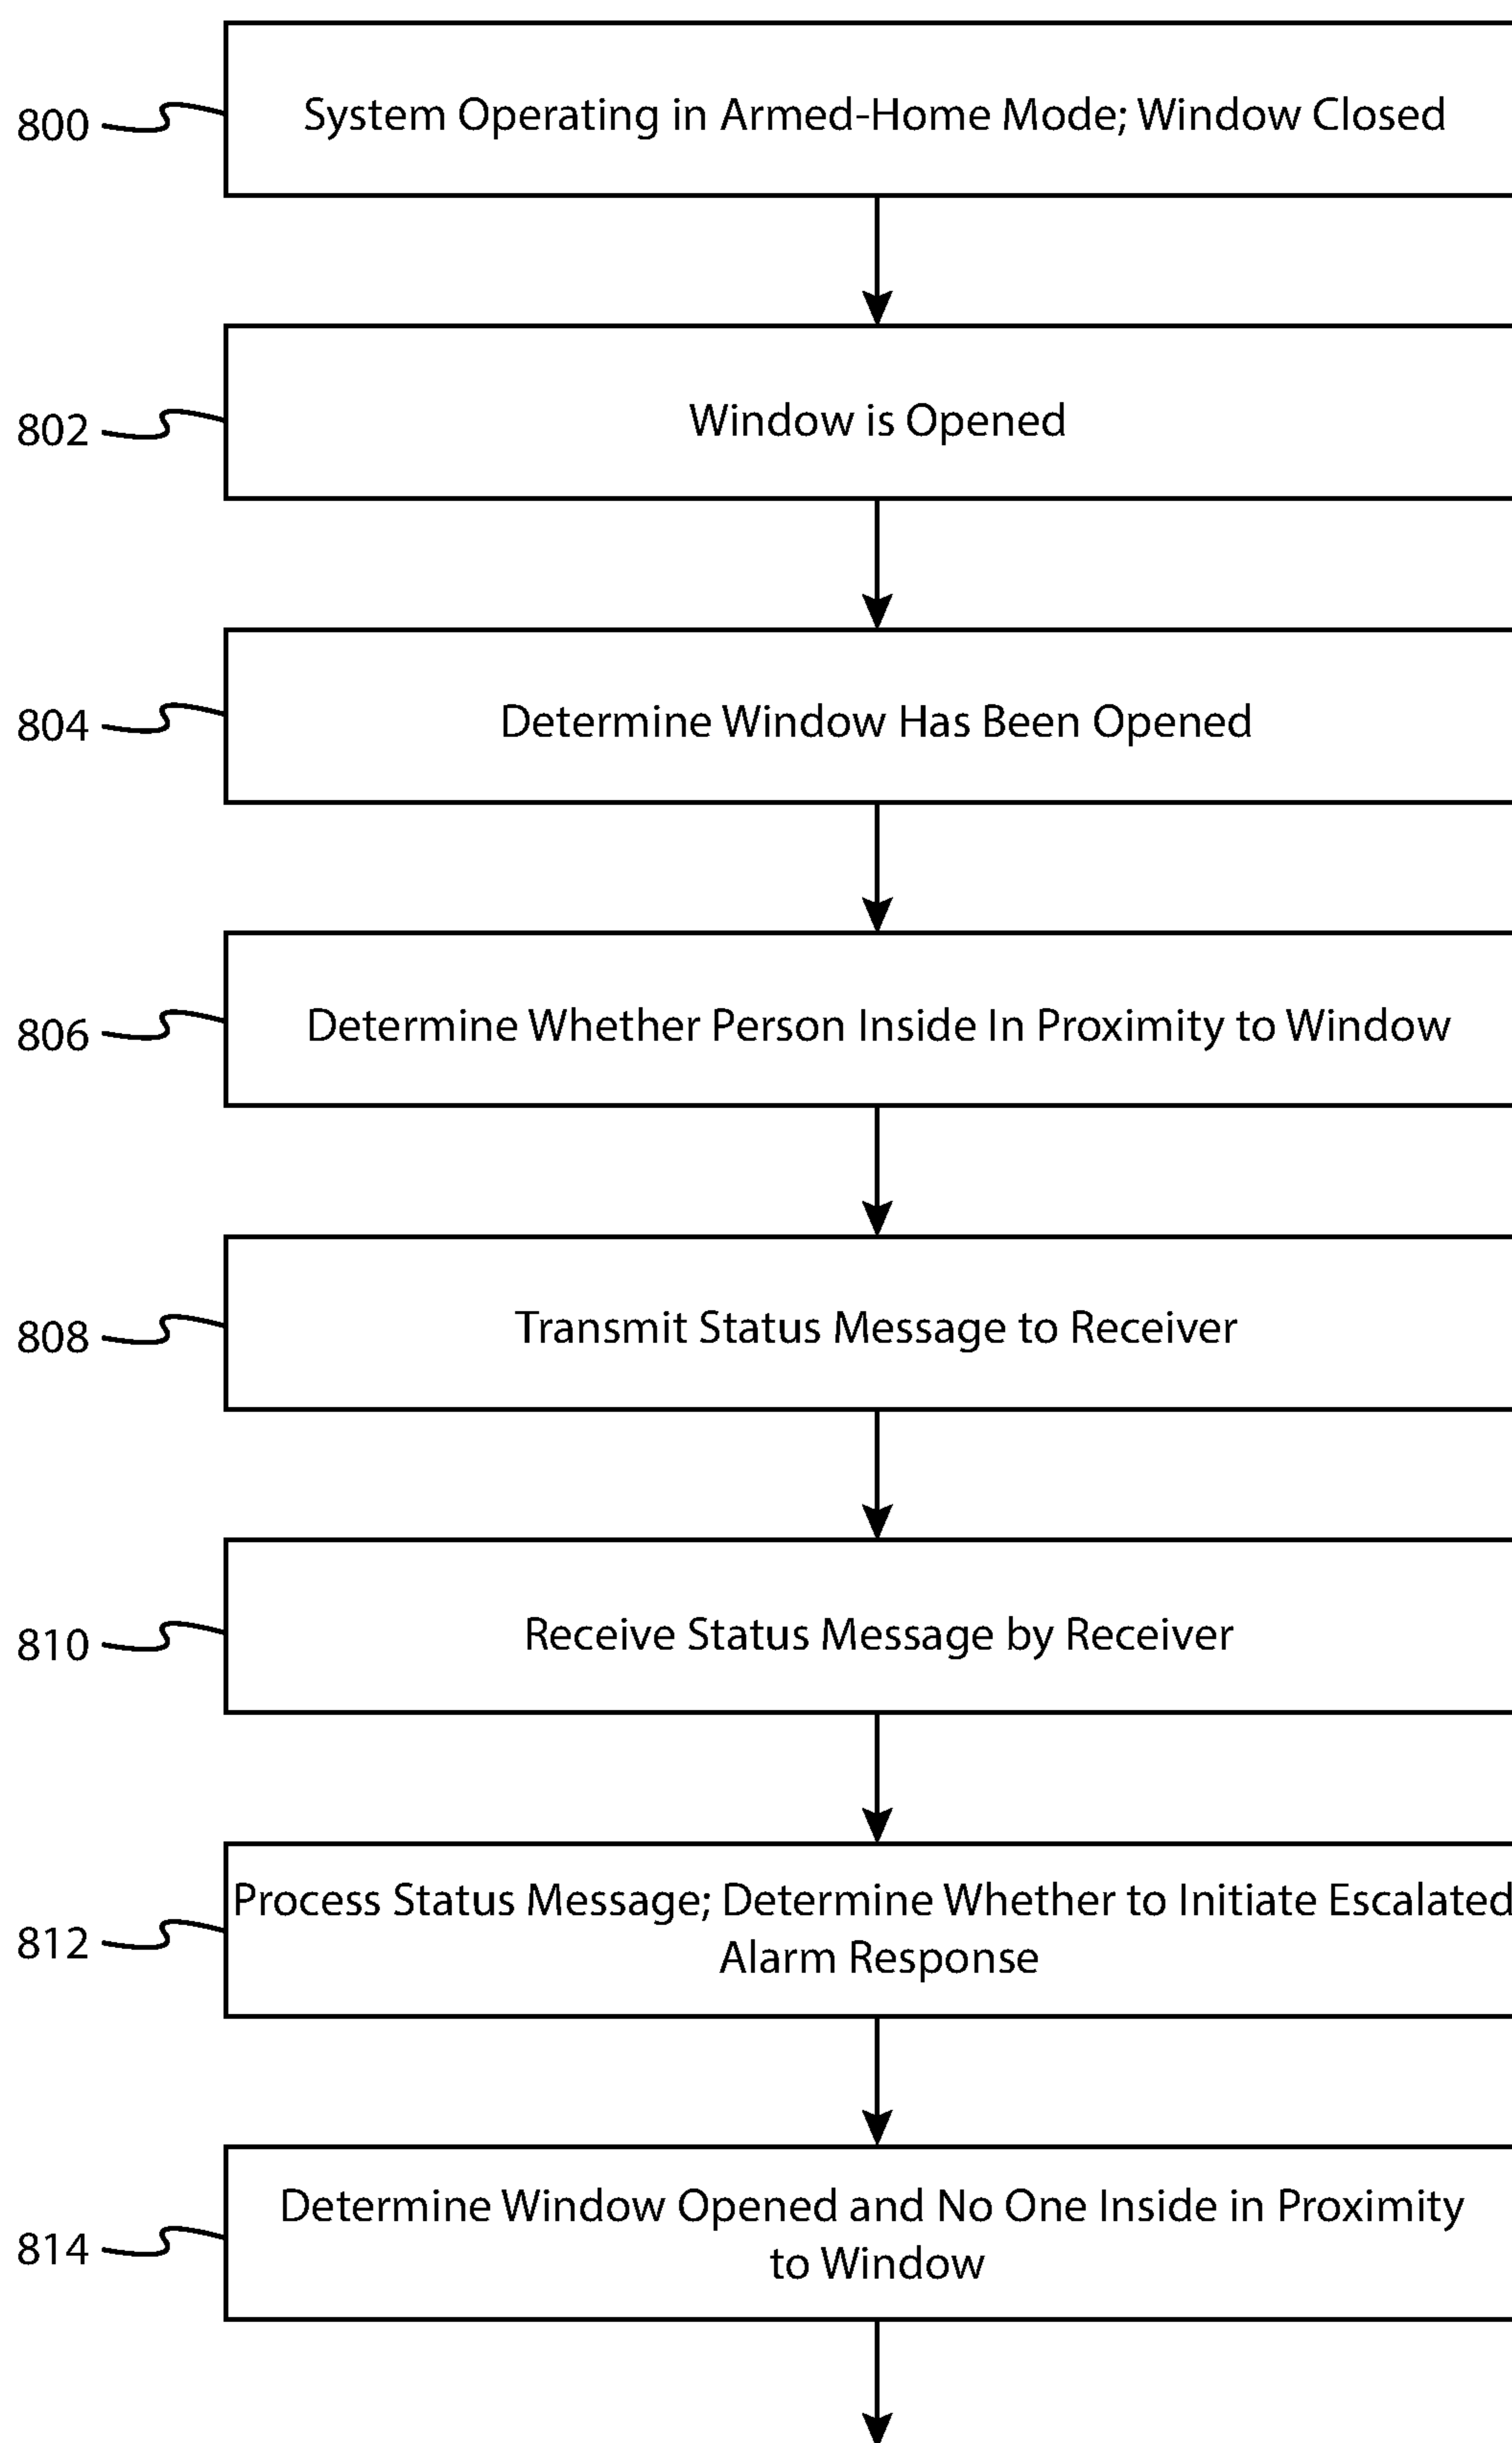 800
System Operating in Armed-Home Mode; Window Closed
802
Window is Opened
804
Determine Window Has Been Opened
806
Determine Whether Person Inside In Proximity to Window
808
Transmit Status Message to Receiver
810
Receive Status Message by Receiver
812
Process Status Message; Determine Whether to Initiate Escalated
Alarm Response
814
Determine Window Opened and No One Inside in Proximity
to Window